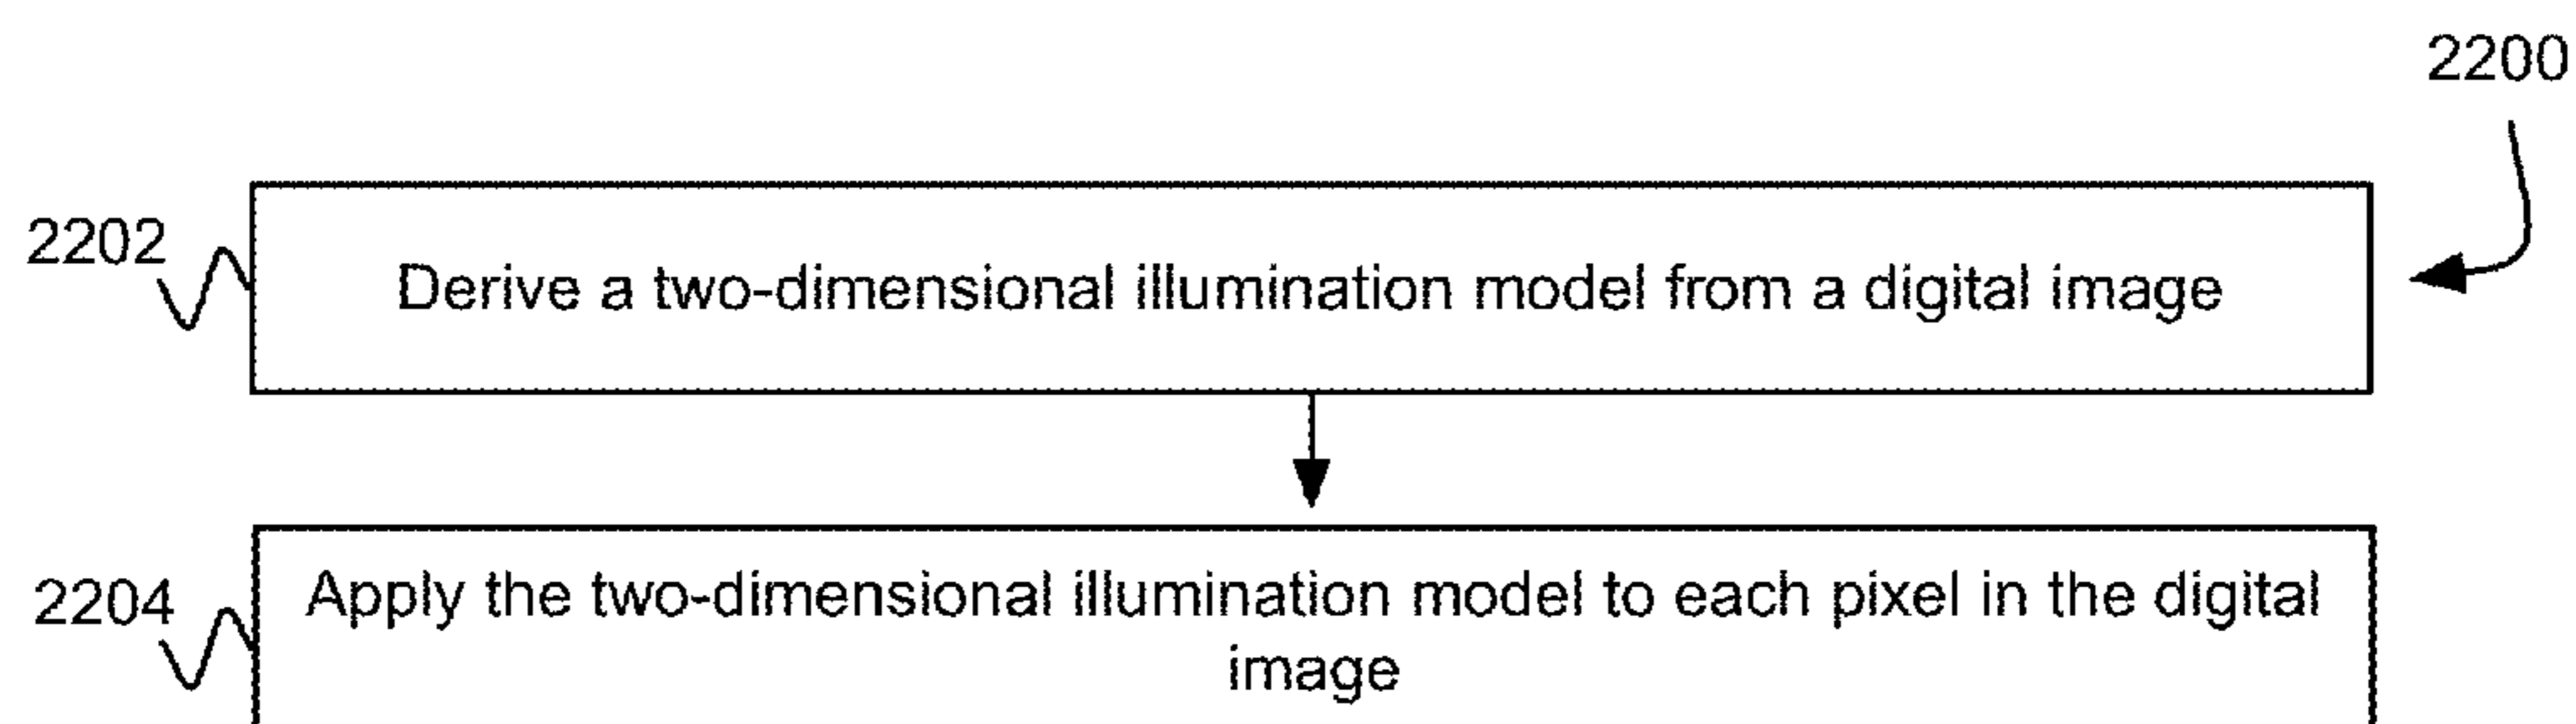 2200
2202
Derive a two-dimensional illumination model from a digital image
2204
Apply the two-dimensional illumination model to each pixel in the digital
image